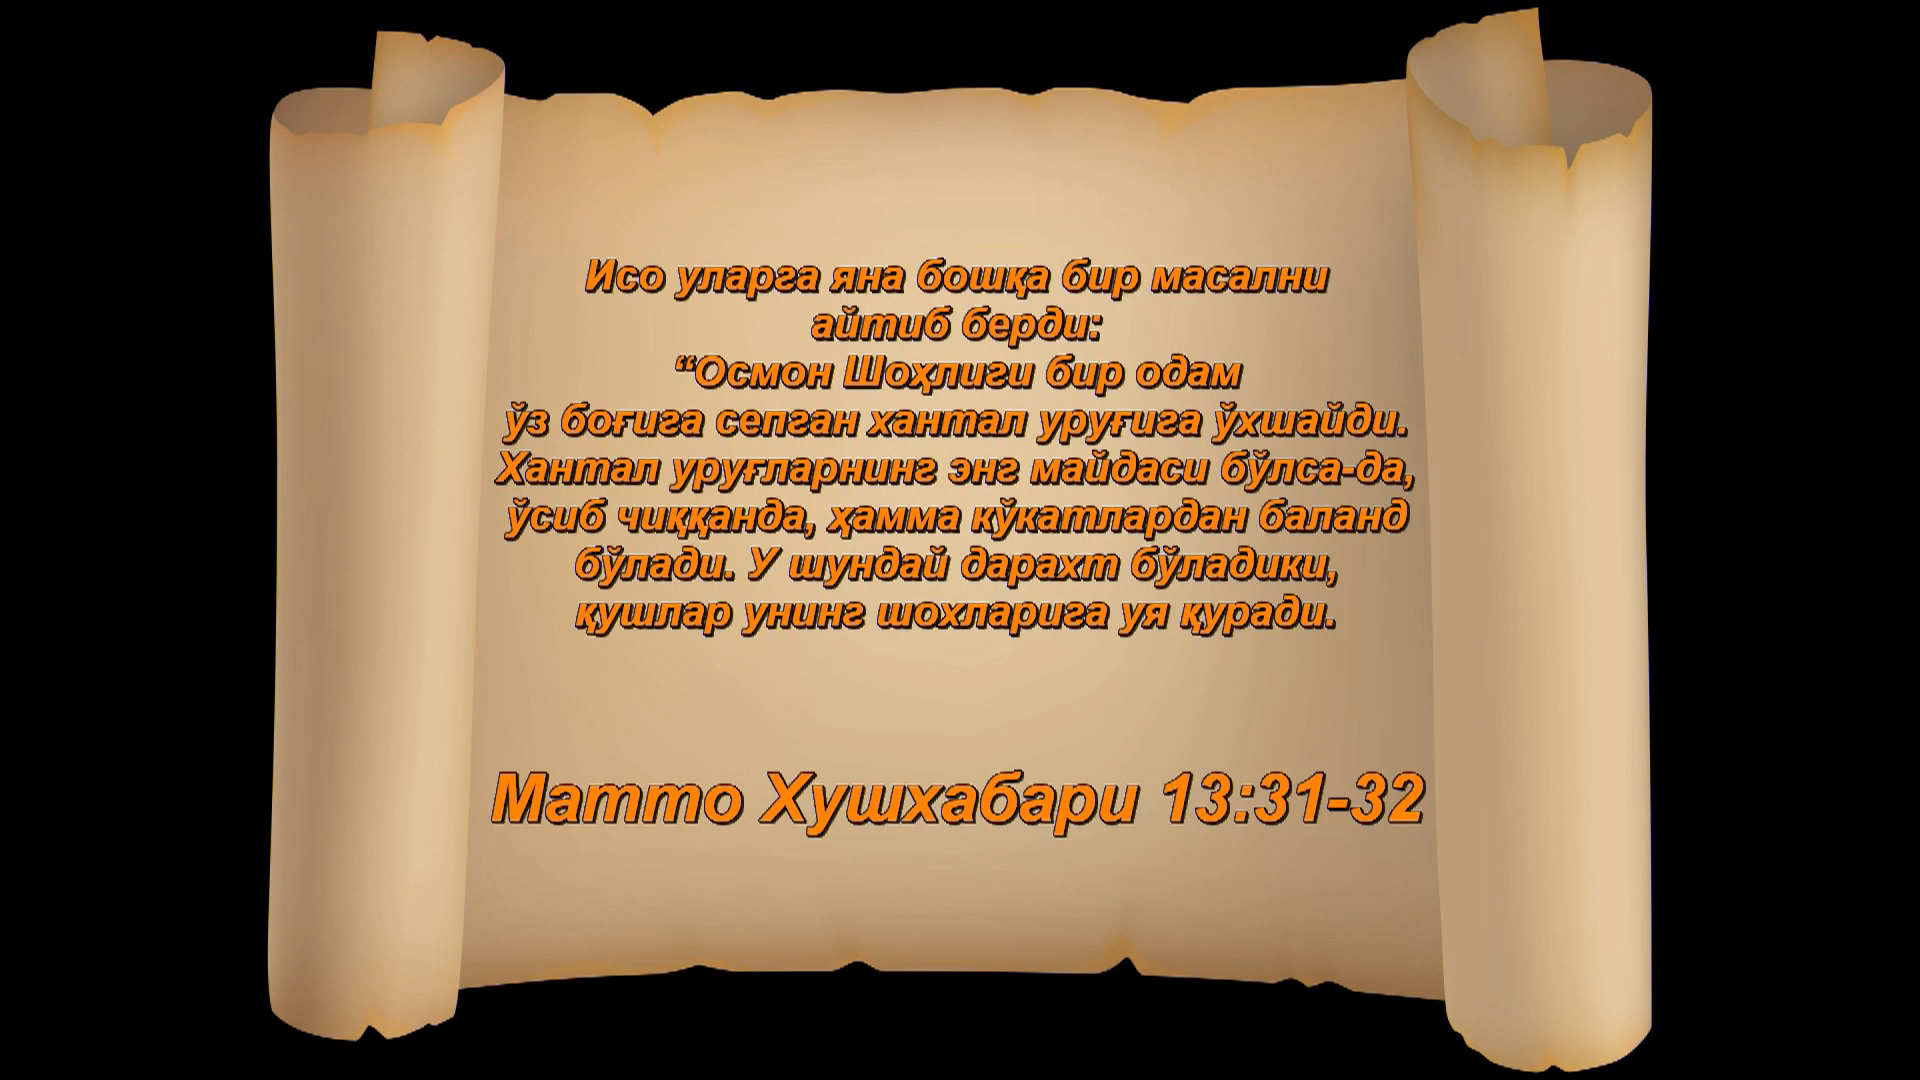 Исо уларга яна бошқа бир масални
айтиб берди:
“Осмон Шоҳлиги бир одам
ўз боғига сепган хантал уруғига ўхшайди.
Хантал уруғларнинг энг майдаси бўлса-да,
ўсиб чиққанда, ҳамма кўкатлардан баланд
бўлади. У шундай дарахт бўладики,
қушлар унинг шохларига уя қуради.
Матто Хушхабари 13:31-32